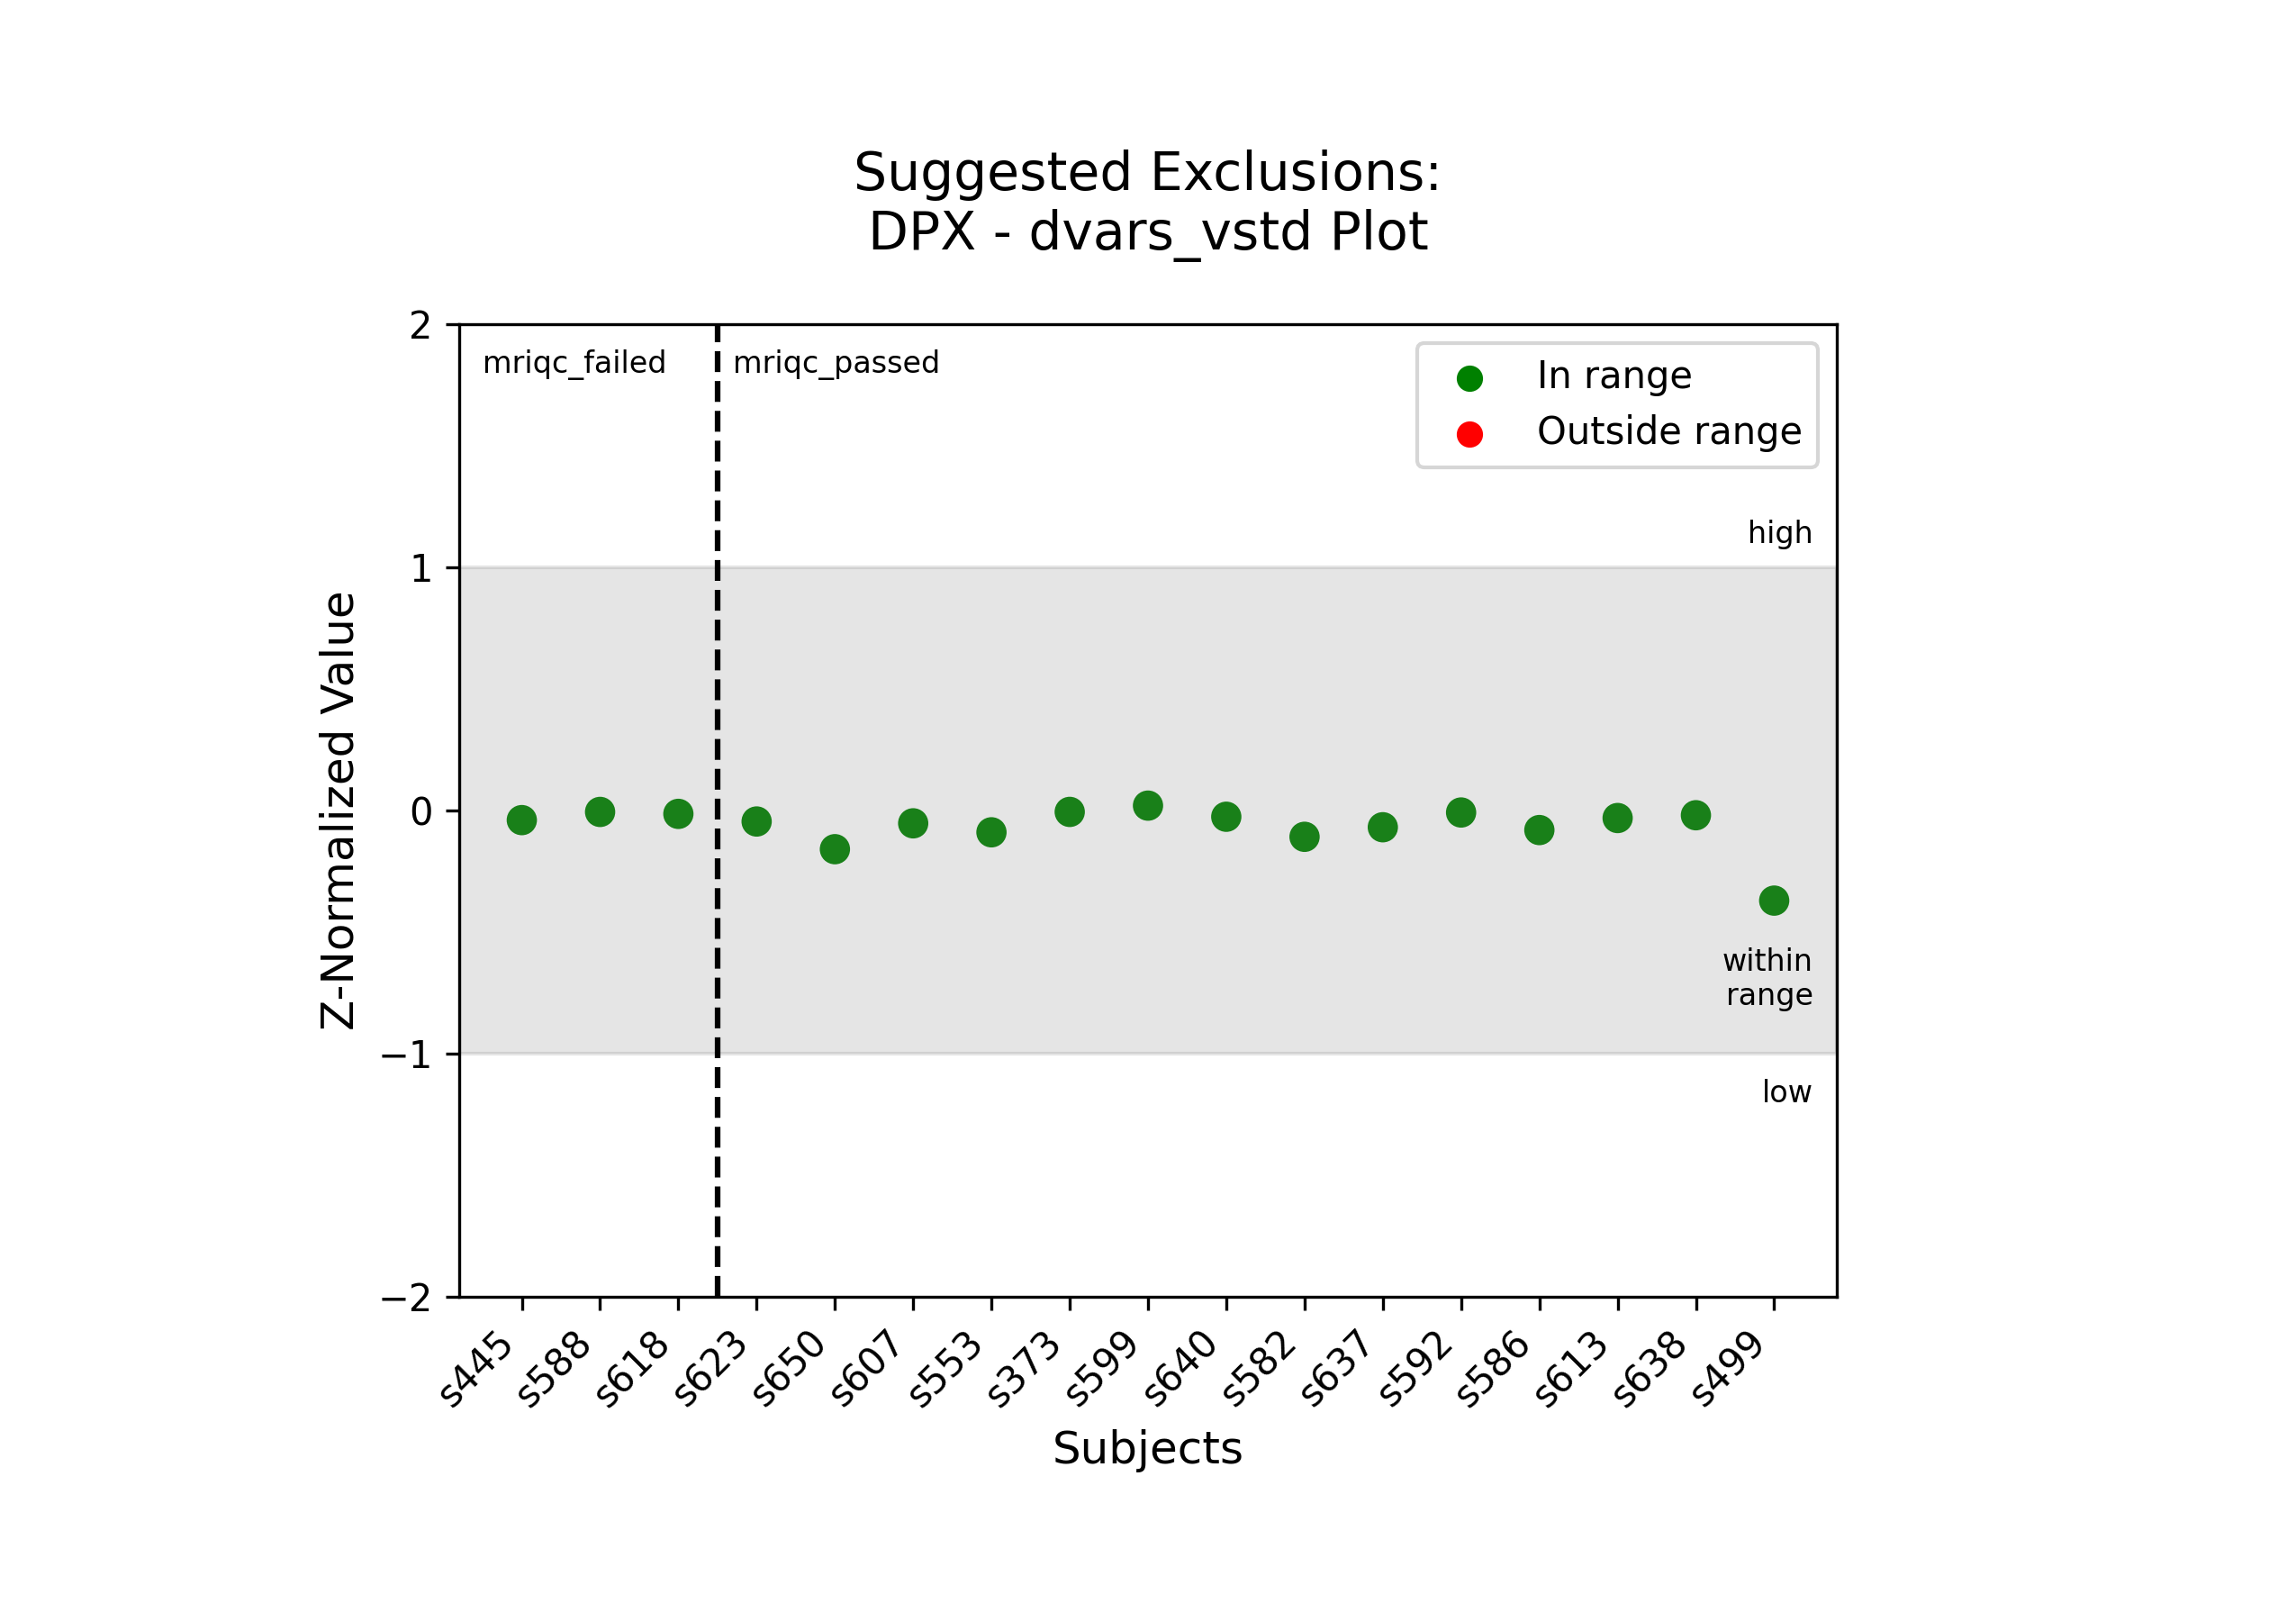 Suggested Exclusions:
DPX - dvars_vstd Plot
2
mriqc_failed
mriqc_passed
In range
Outside range
high
1
Z-Normalized Value
0
within
range
−1
low
−2
s445
s588
s618
s623
s650
s607
s553
s373
s599
s640
s582
s637
s592
s586
s613
s638
s499
Subjects